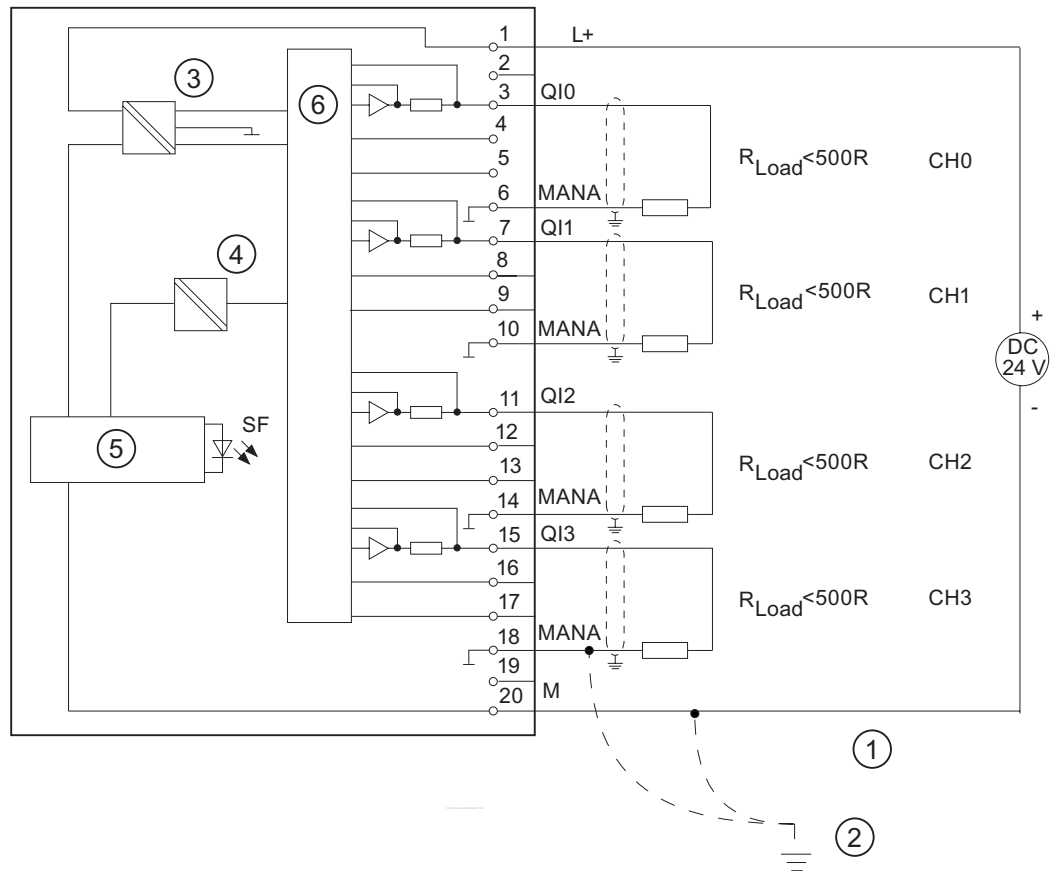 1 L+
2
3 QI0
4
5
6 MANA
7 QI1
8
9
10 MANA
11 QI2
12
13
14 MANA
15 QI3
16
17
18 MANA
19
20 M
3
6
4
5
SF
RLoad<500R CH0
RLoad<500R CH1
RLoad<500R CH2
RLoad<500R CH3
+
DC
24 V
-
1
2